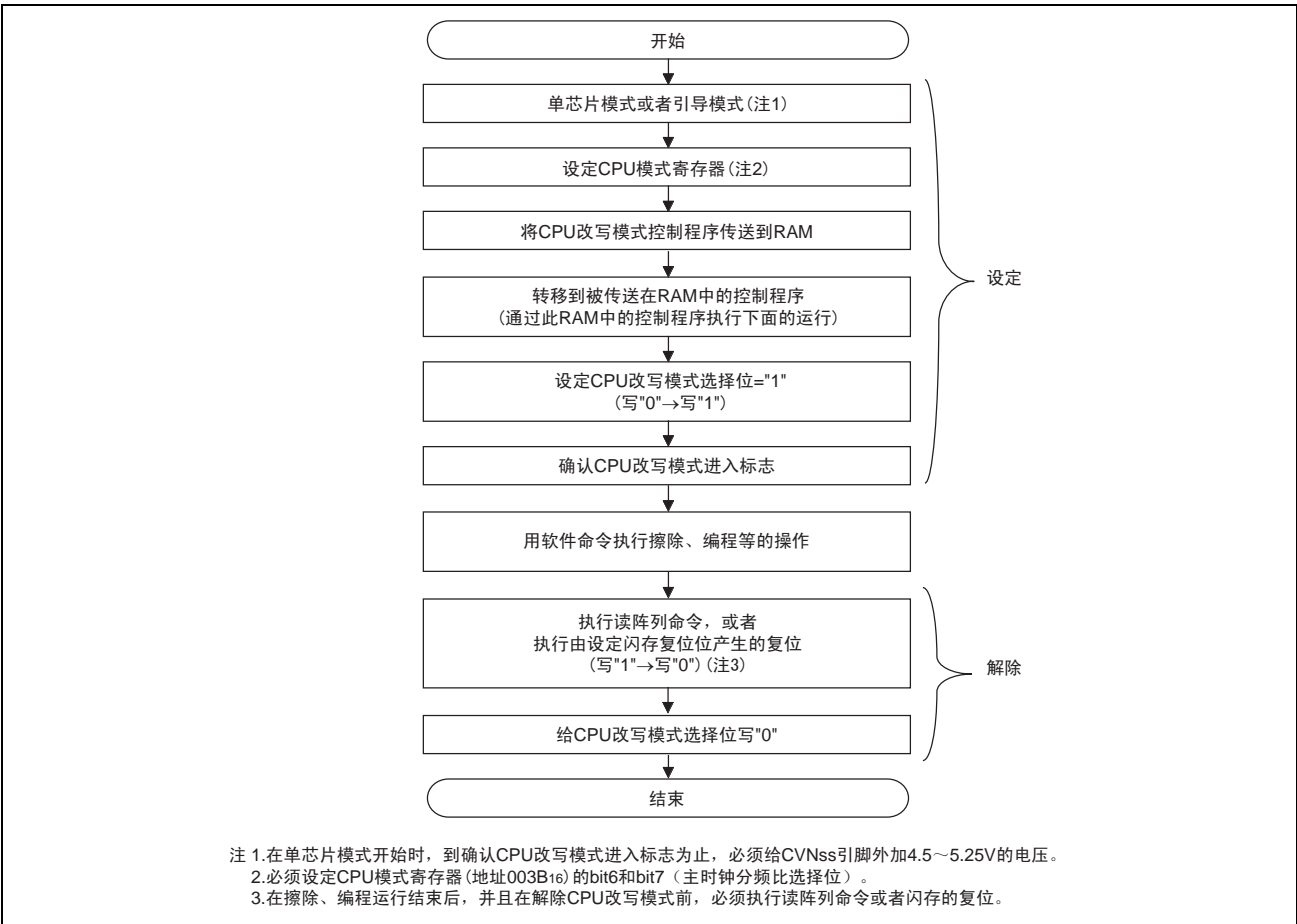 开始
单芯片模式或者引导模式(注1)
设定CPU模式寄存器(注2)
将CPU改写模式控制程序传送到RAM
转移到被传送在RAM中的控制程序
(通过此RAM中的控制程序执行下面的运行)
设定CPU改写模式选择位="1"
(写"0"→写"1")
确认CPU改写模式进入标志
设定
用软件命令执行擦除、编程等的操作
执行读阵列命令，或者
执行由设定闪存复位位产生的复位
(写"1"→写"0")(注3)
给CPU改写模式选择位写"0"
解除
结束
注 1.在单芯片模式开始时，到确认CPU改写模式进入标志为止，必须给CVNss引脚外加4.5～5.25V的电压。
2.必须设定CPU模式寄存器(地址003B16)的bit6和bit7（主时钟分频比选择位）。
3.在擦除、编程运行结束后，并且在解除CPU改写模式前，必须执行读阵列命令或者闪存的复位。